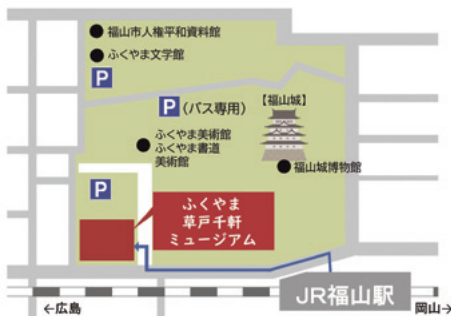 福山市人権平和資料館
ふくやま文学館
P
P(バス専用)
【福山城】
ふくやま美術館
ふくやま書道
美術館
福山城博物館
P
ふくやま
草戸千軒
ミュージアム
JR福山駅
←広島
岡山→